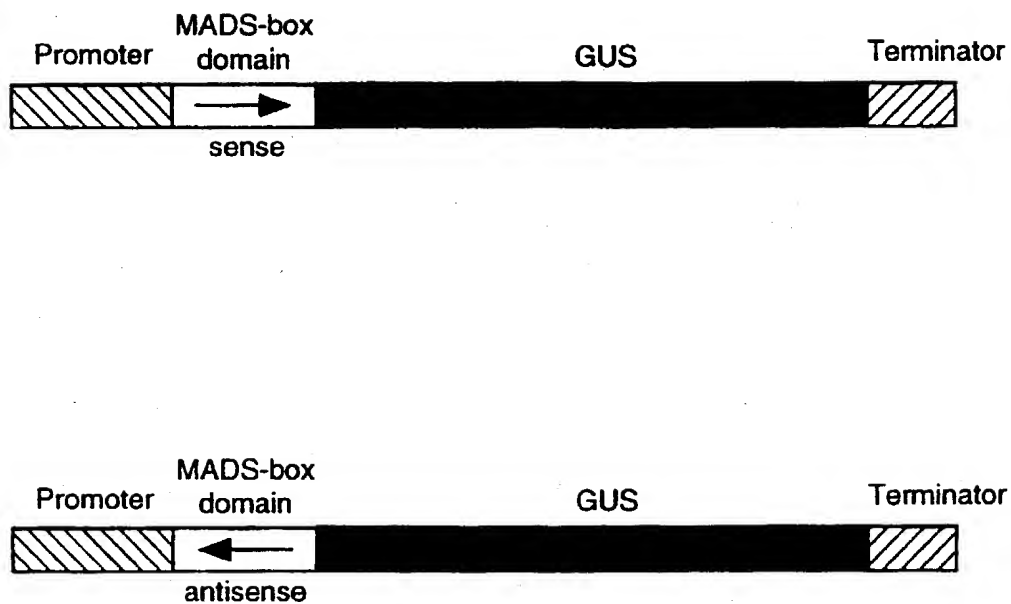 MADS-box
Promoter domain GUS Terminator
sense
MADS-box
Promoter domain GUS Terminator
antisense